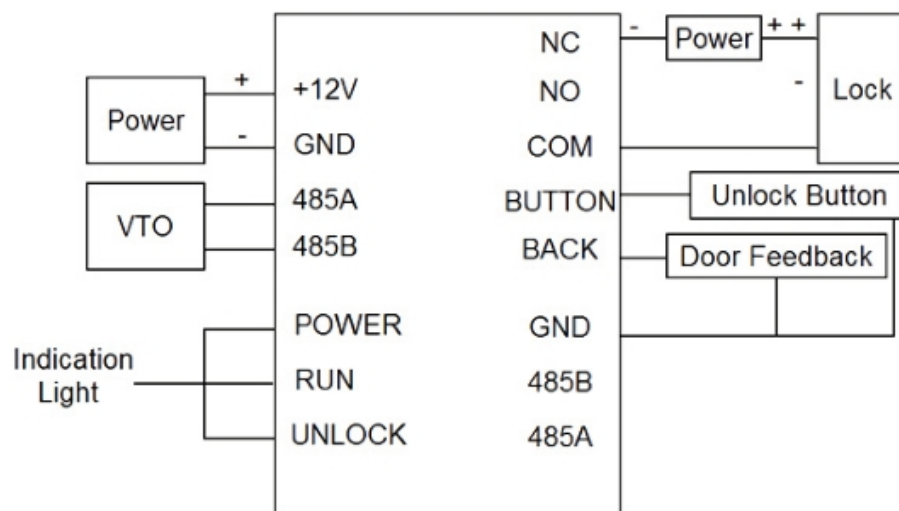 NC - Power + +
+
+12V
NO
-
Lock
Power
-
GND
COM
485A
BUTTON
Unlock Button
VTO
485B
BACK
Door Feedback
POWER
GND
Indication
Light
RUN
485B
UNLOCK
485A